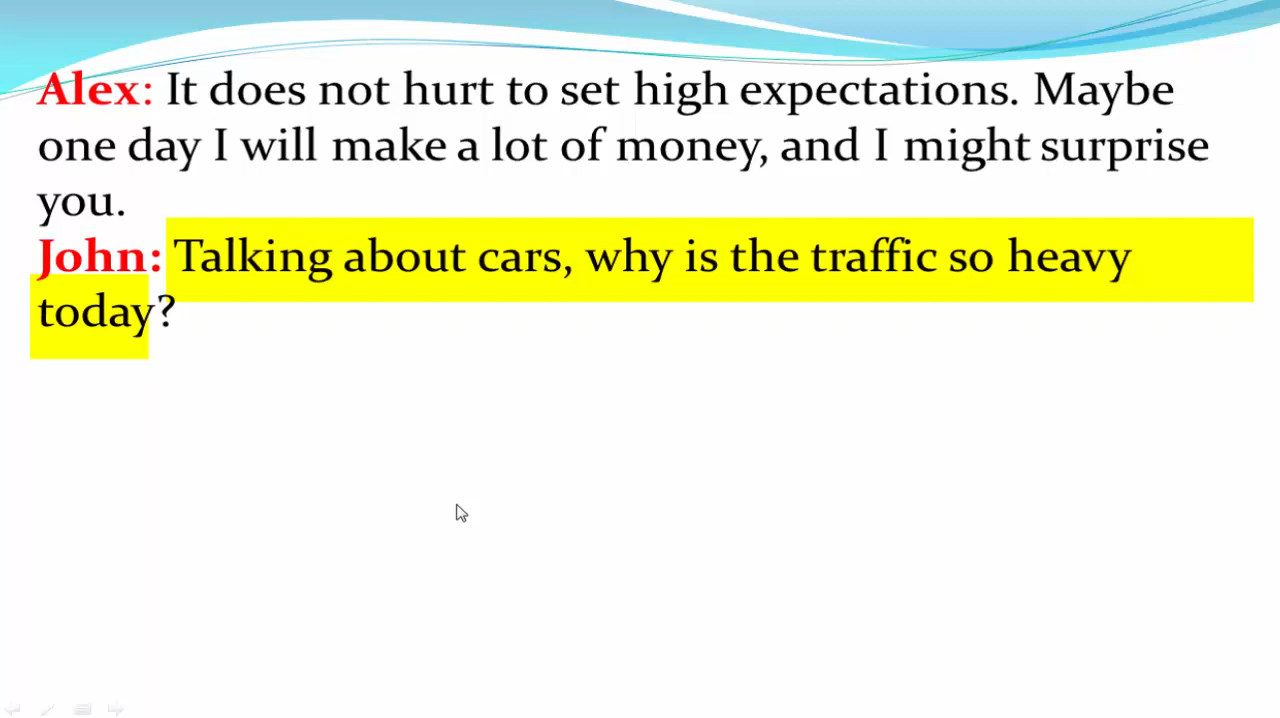 Alex: It does not hurt to set high expectations. Maybe
one day I will make a lot of money, and I might surprise
you.
John: Talking about cars, why is the traffic so heavy
today?